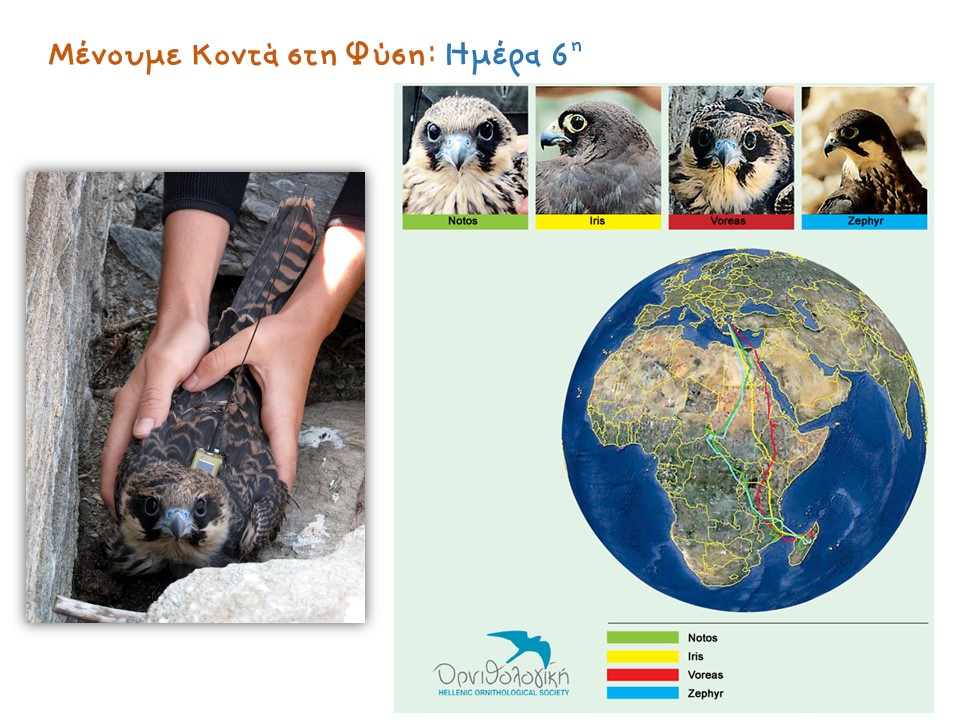 Μένουμε Κοντά στη Φύση: Ημέρα 6η
Notos
Iris
Voreas
Zephyr
Notos
Iris
Voreas
Zephyr
Ορνιθολογική
HELLENIC ORNITHOLOGICAL SOCIETY